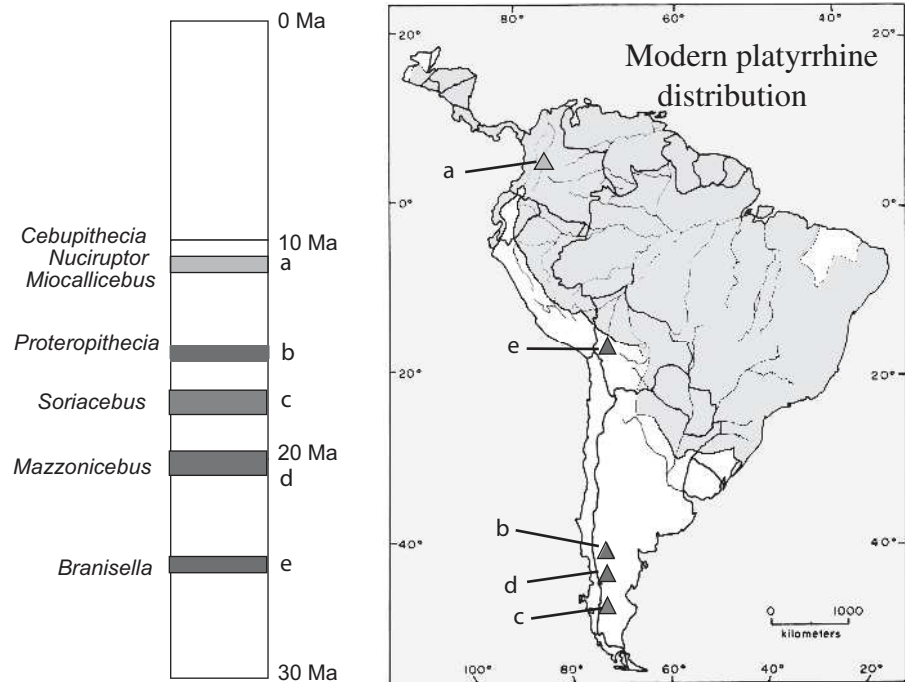 0 Ma
Cebupithecia
Nuciruptor
Miocallicebus
10 Ma
a
Proteropithecia
b
Soriacebus
c
Mazzonicebus
20 Ma
d
Branisella
e
30 Ma
80° 60° 40°
20° 20°
Modern platyrrhine
distribution
a
0° 0°
e
20° 20°
b
40° 40°
d
c
0 1000
kilometers
100° 80° 60° 40°